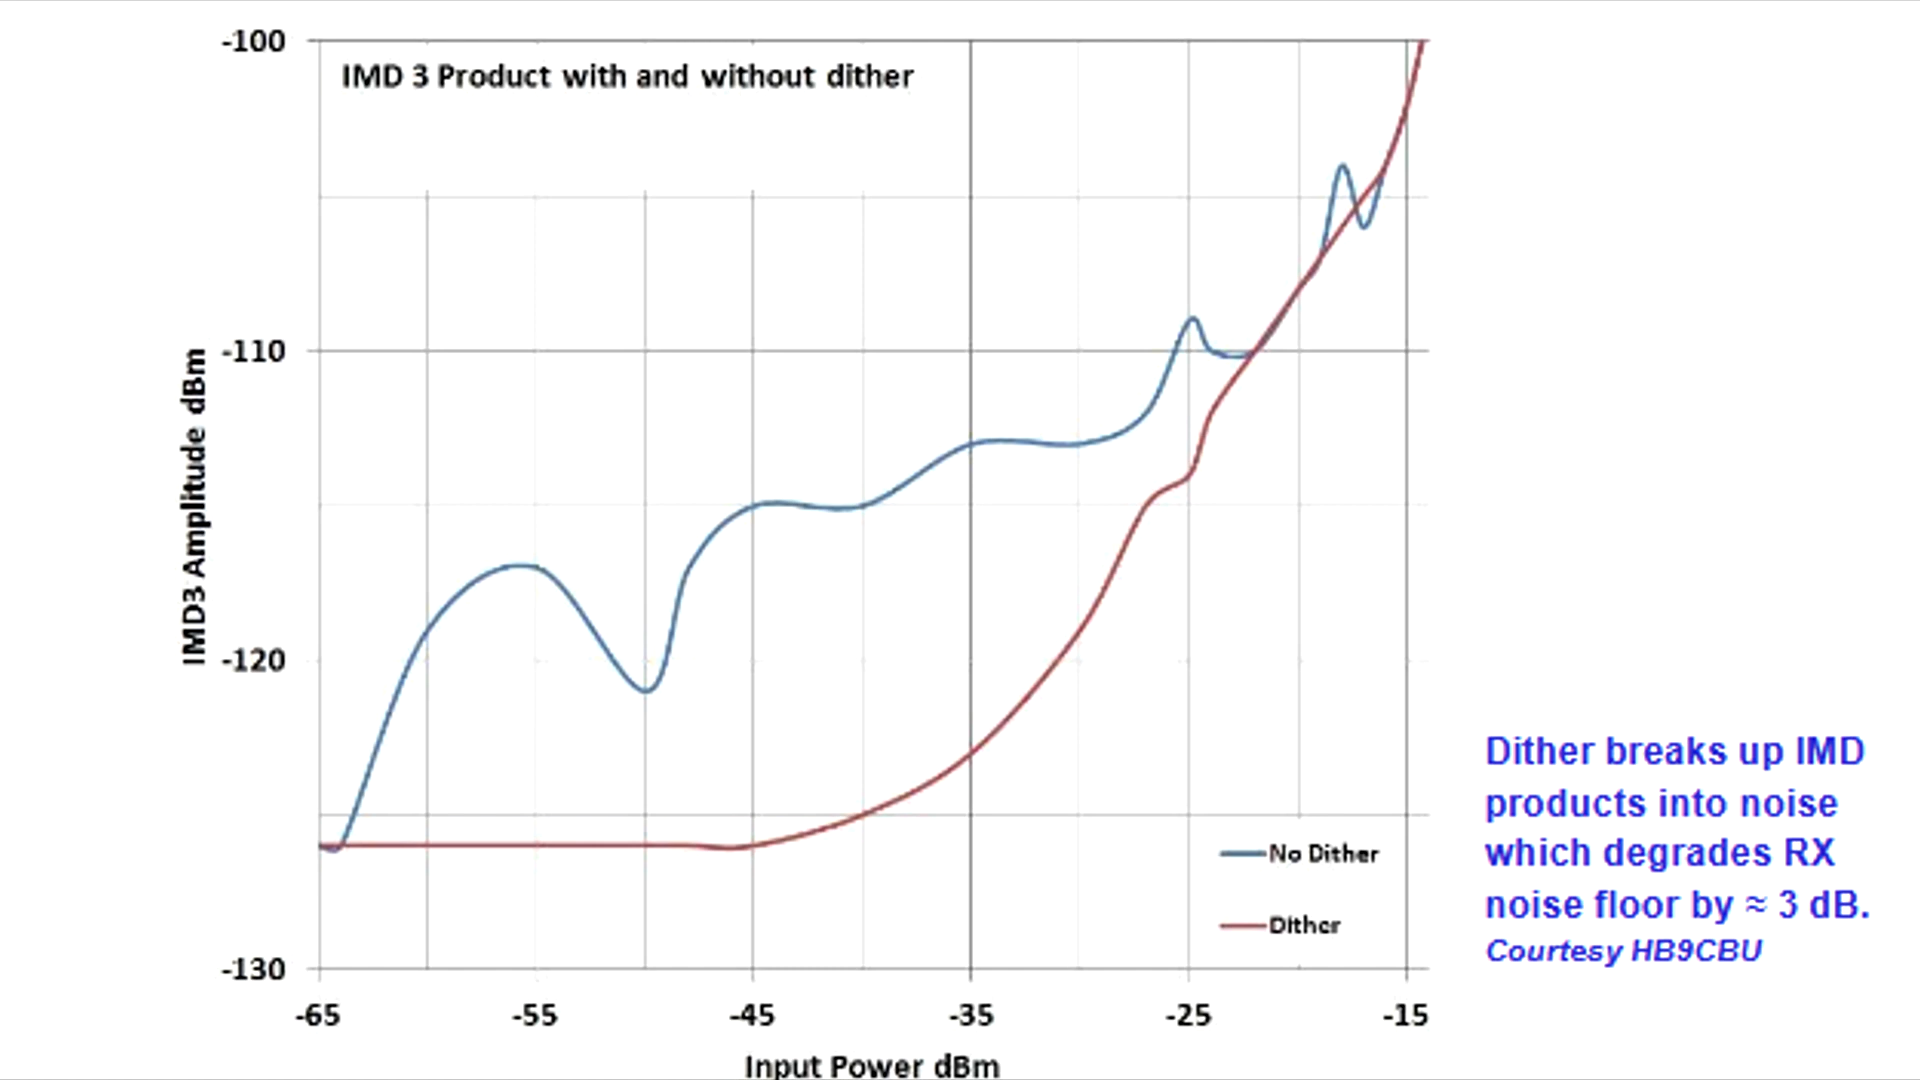 IMD 3 Product with and without dither
-100
-110
-120
-130
IMD3 Amplitude dBm
-65
-55
-45
-35
-25
-15
Input Power dBm
No Dither
Dither
Dither breaks up IMD
products into noise
which degrades RX
noise floor by ≈ 3 dB.
Courtesy HB9CBU